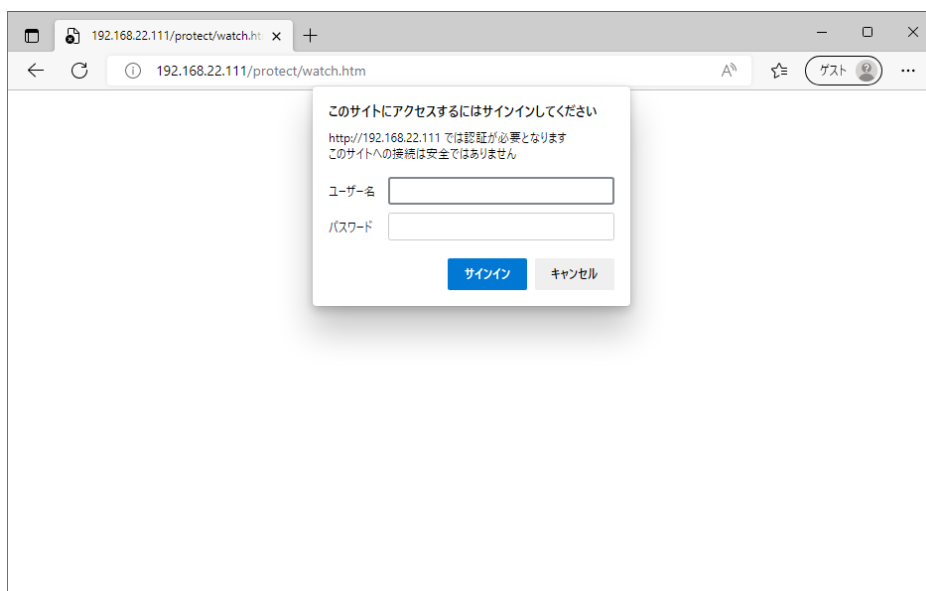 192.168.22.111/protect/watch.ht
192.168.22.111/protect/watch.htm
ゲスト
このサイトにアクセスするにはサインインしてください
http://192.168.22.111 では認証が必要となります
このサイトへの接続は安全ではありません
ユーザー名
パスワード
サインイン
キャンセル